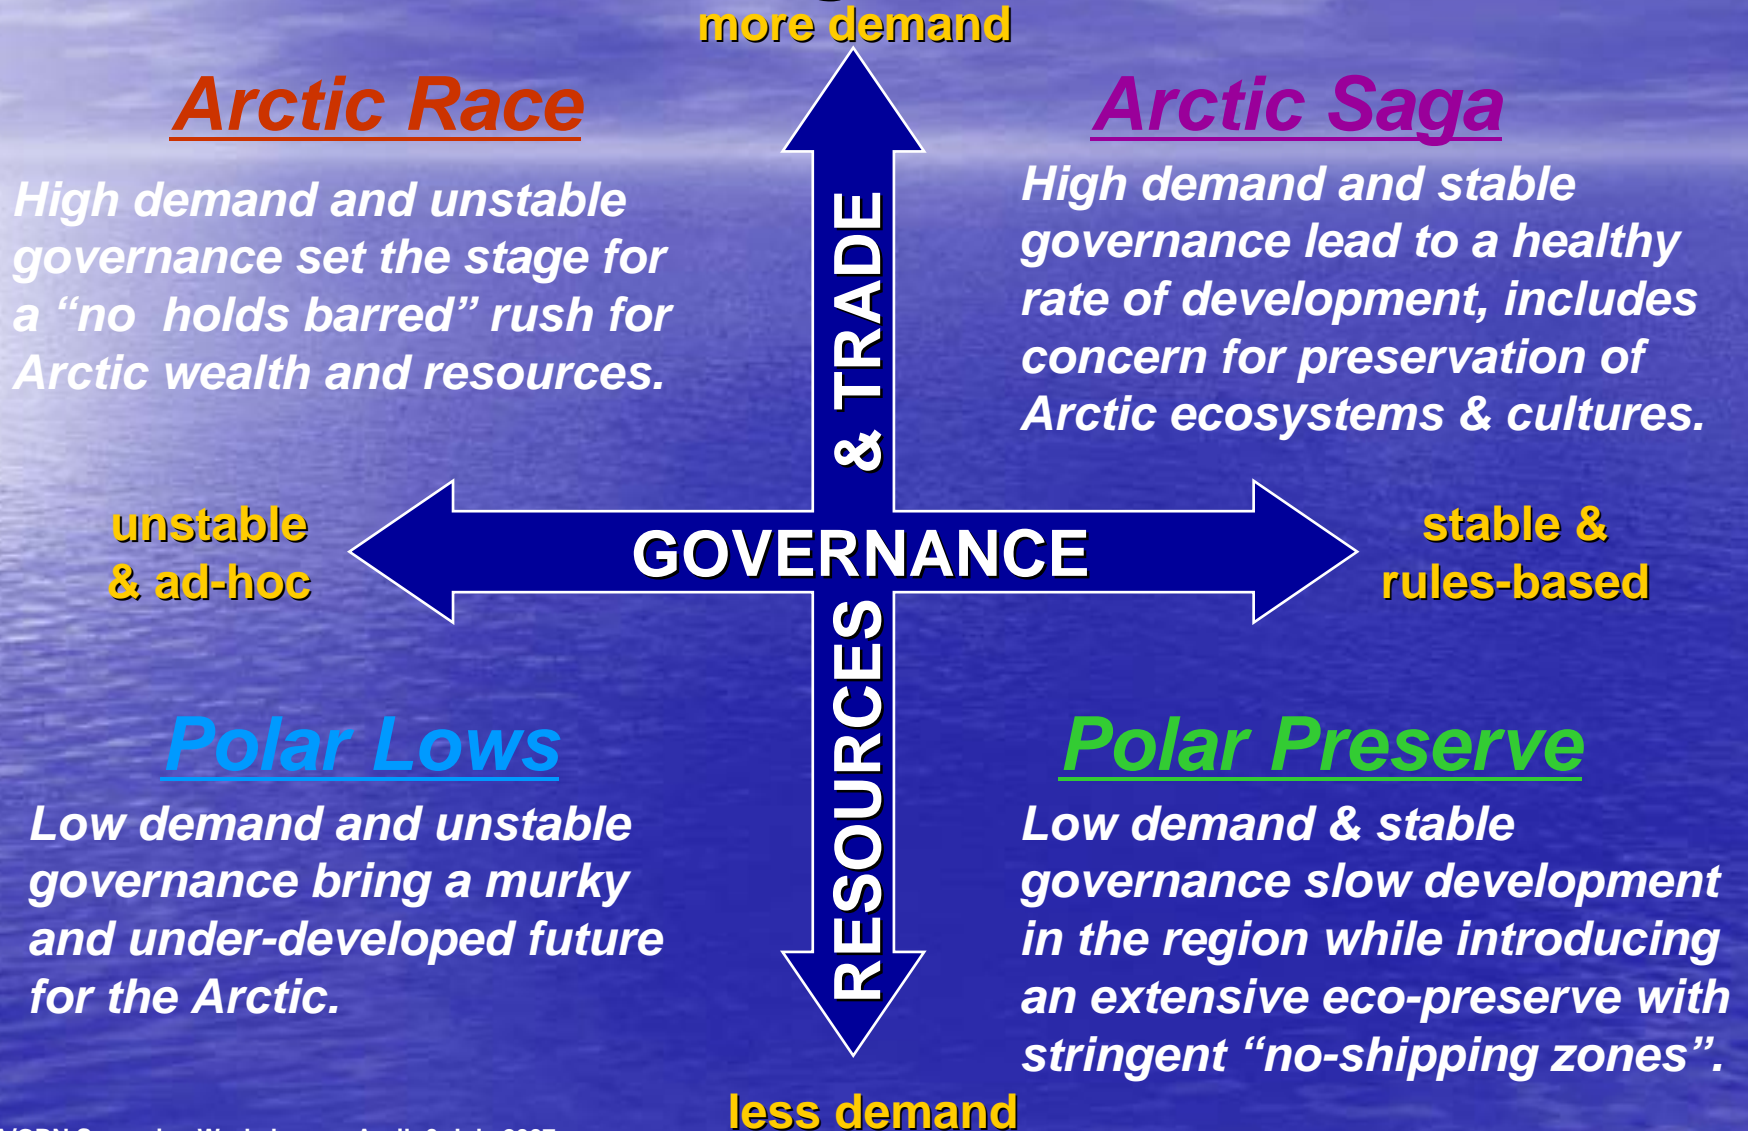 more demand
Arctic Race
High demand and unstable
governance set the stage for
a “no holds barred” rush for
Arctic wealth and resources.
Arctic Saga
High demand and stable
governance lead to a healthy
rate of development, includes
concern for preservation of
Arctic ecosystems & cultures.
unstable
& ad-hoc
GOVERNANCE
RESOURCES & TRADE
stable &
rules-based
Polar Lows
Low demand and unstable
governance bring a murky
and under-developed future
for the Arctic.
Polar Preserve
Low demand & stable
governance slow development
in the region while introducing
an extensive eco-preserve with
stringent “no-shipping zones”.
less demand